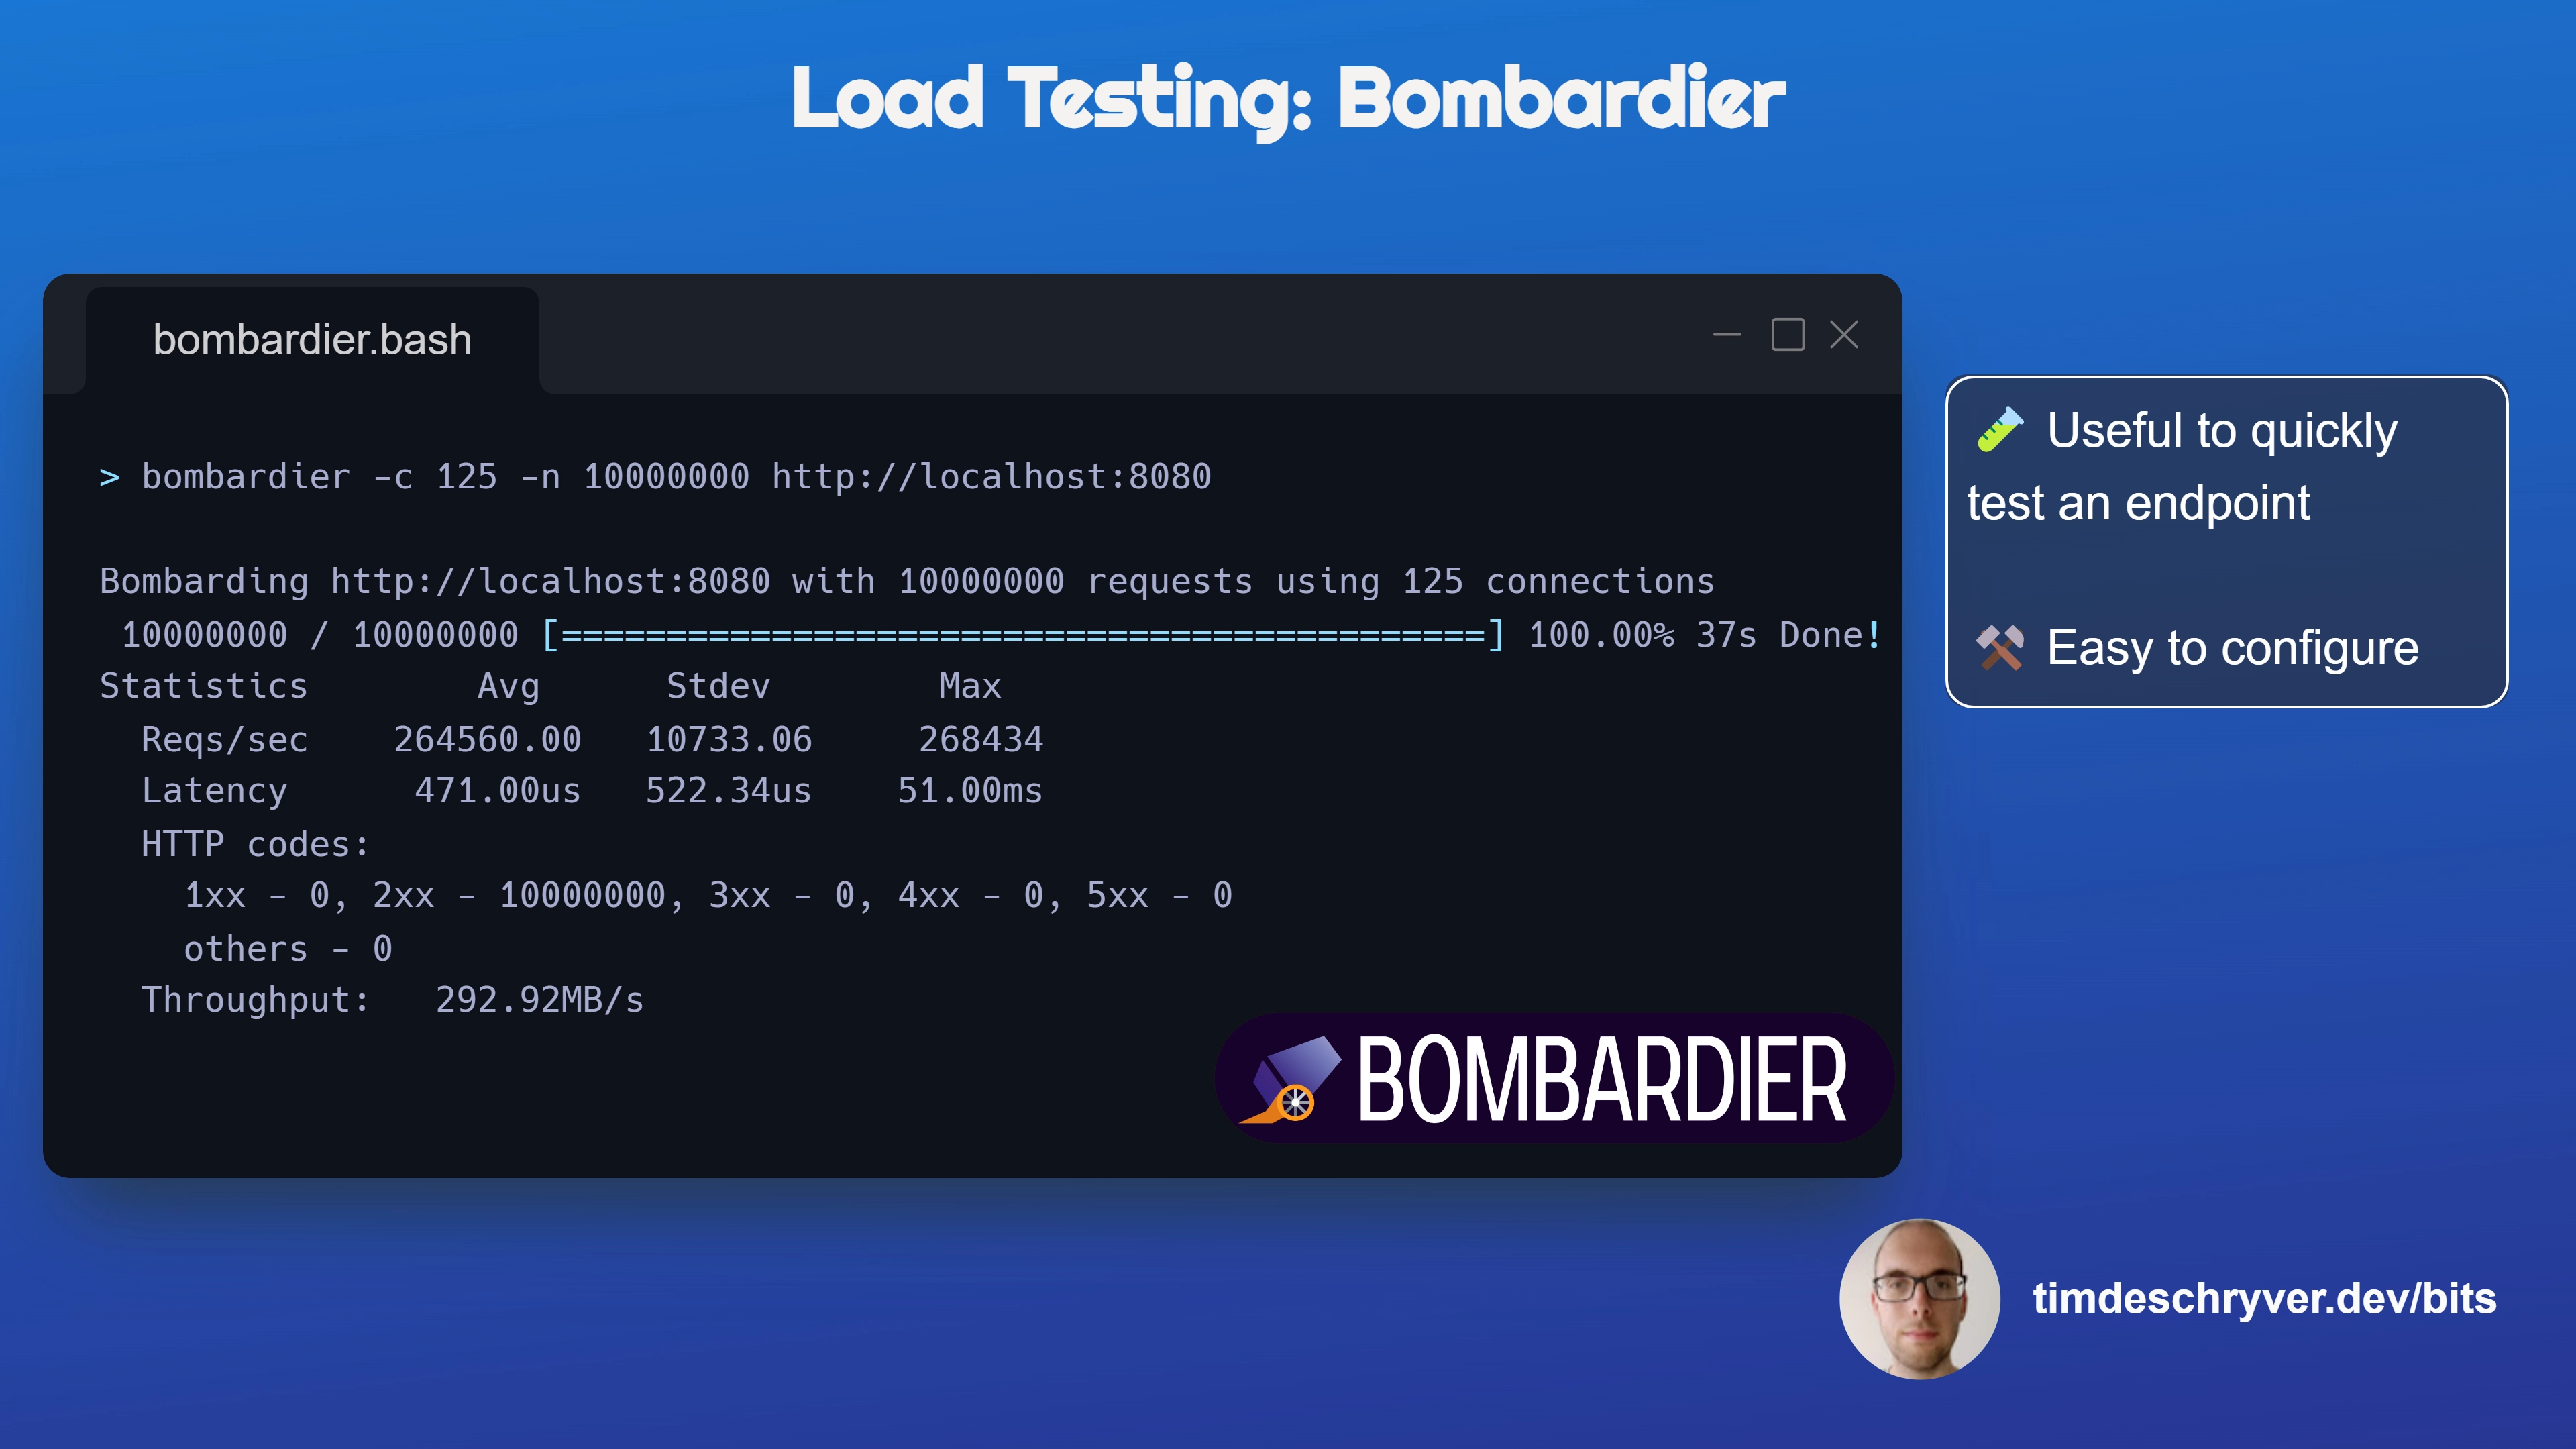 Load Testing: Bombardier
bombardier.bash
> bombardier -c 125 -n 10000000 http://localhost:8080
Bombarding http://localhost:8080 with 10000000 requests using 125 connections
10000000 / 10000000 [============================================] 100.00% 37s Done!
Statistics Avg Stdev Max
Reqs/sec 264560.00 10733.06 268434
Latency 471.00us 522.34us 51.00ms
HTTP codes:
1xx - 0, 2xx - 10000000, 3xx - 0, 4xx - 0, 5xx - 0
others - 0
Throughput: 292.92MB/s
BOMBARDIER
🧪 Useful to quickly
test an endpoint
⚒️ Easy to configure
timdeschryver.dev/bits